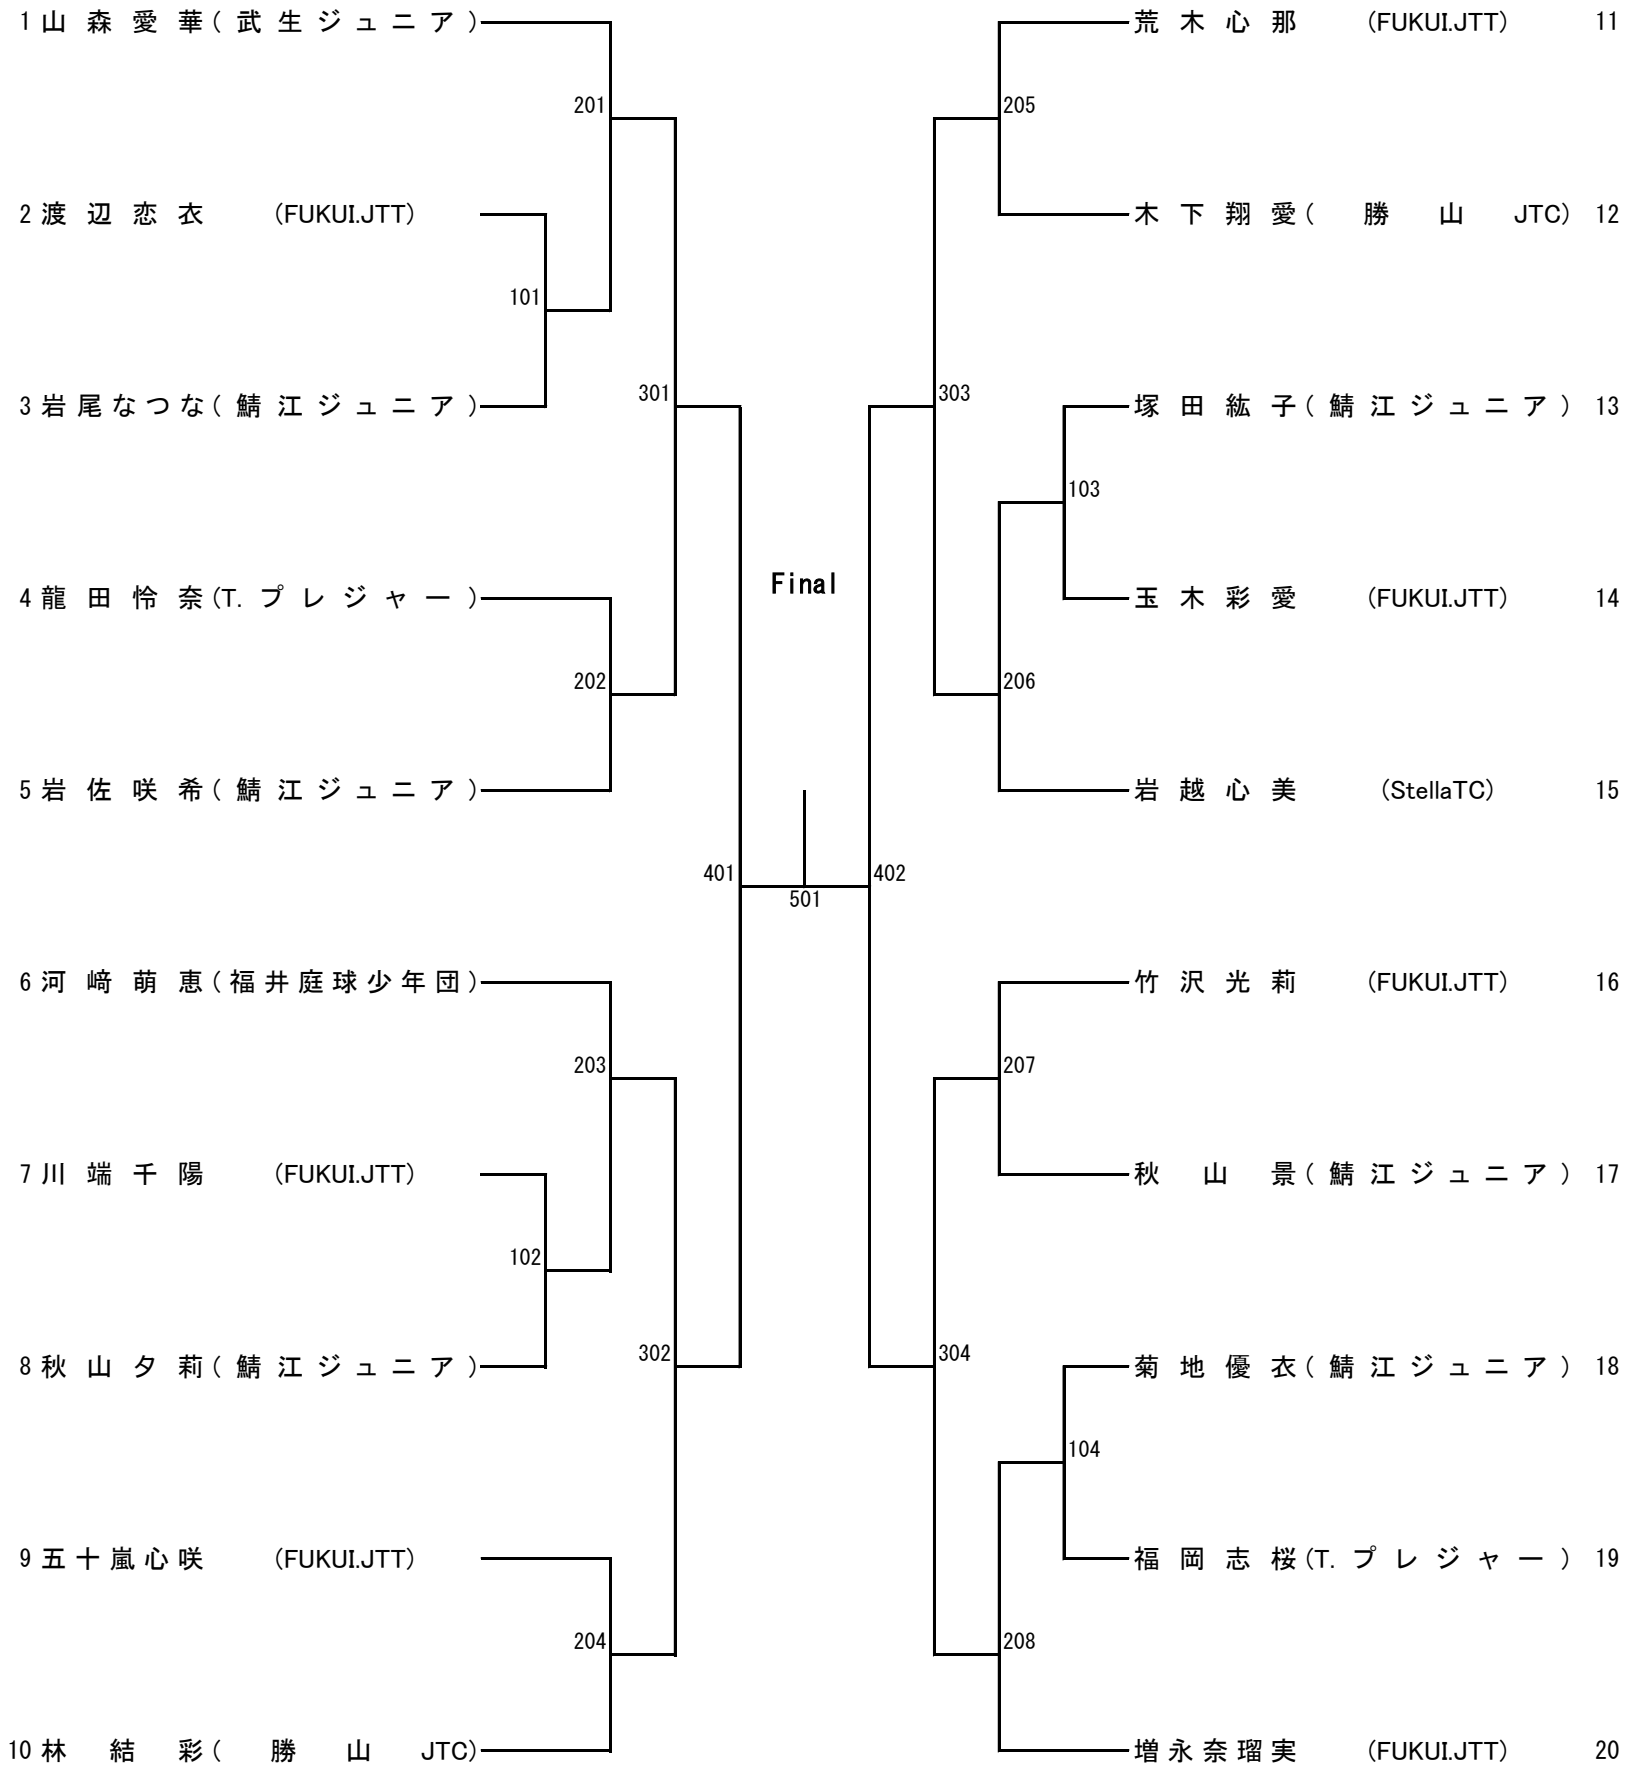 1 山森愛華(武生ジュニア)
201
2 渡辺恋衣 (FUKUI.JTT)
101
3 岩尾なつな(鯖江ジュニア)
301
4 龍田怜奈(T.プレジャー)
202
5 岩佐咲希(鯖江ジュニア)
401
6 河﨑萌恵(福井庭球少年団)
203
7 川端千陽 (FUKUI.JTT)
102
8 秋山夕莉(鯖江ジュニア)
302
9 五十嵐心咲 (FUKUI.JTT)
204
10 林結彩(勝山JTC)
Final
501
荒木心那 (FUKUI.JTT) 11
205
木下翔愛(勝山JTC) 12
303
塚田紘子(鯖江ジュニア) 13
103
玉木彩愛 (FUKUI.JTT) 14
206
岩越心美 (StellaTC) 15
402
竹沢光莉 (FUKUI.JTT) 16
207
秋山景(鯖江ジュニア) 17
304
菊地優衣(鯖江ジュニア) 18
104
福岡志桜(T.プレジャー) 19
208
増永奈瑠実 (FUKUI.JTT) 20